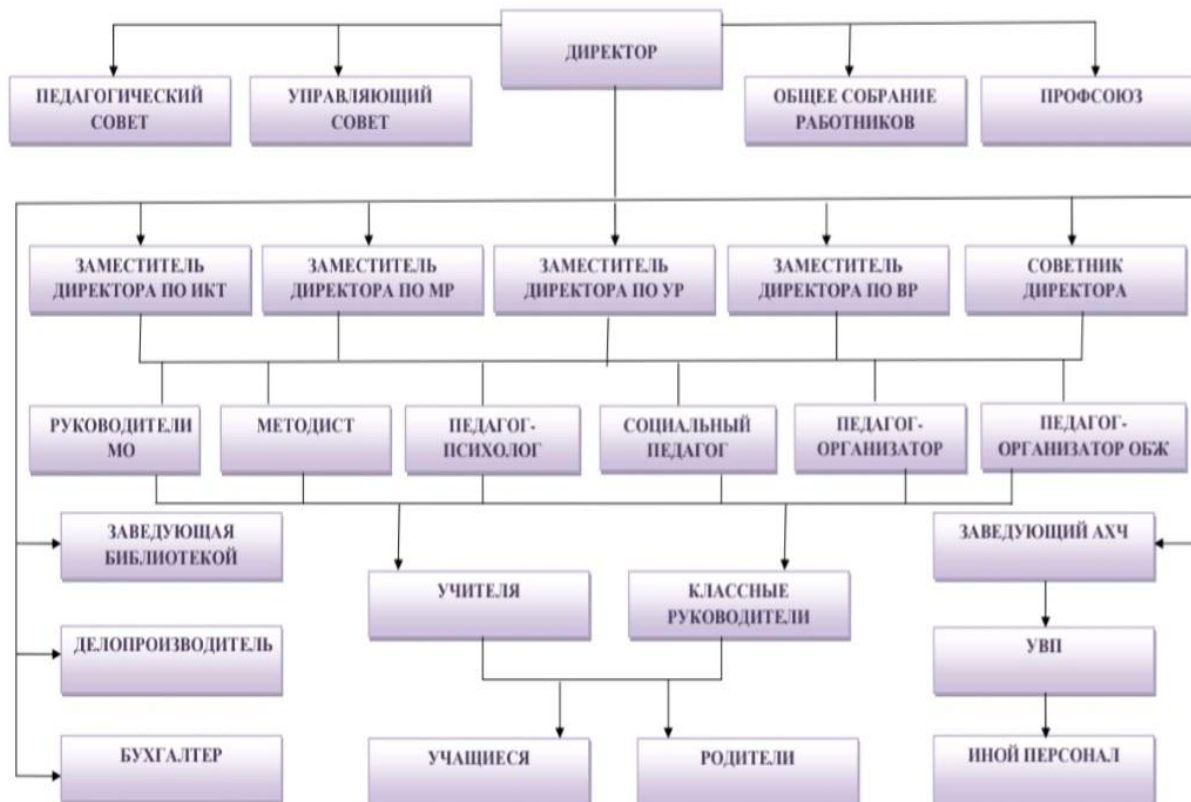 ДИРЕКТОР
ПЕДАГОГИЧЕСКИЙ
СОВЕТ
УПРАВЛЯЮЩИЙ
СОВЕТ
ОБЩЕЕ СОБРАНИЕ
РАБОТНИКОВ
ПРОФСОЮЗ
ЗАМЕСТИТЕЛЬ
ДИРЕКТОРА ПО ИКТ
ЗАМЕСТИТЕЛЬ
ДИРЕКТОРА ПО МР
ЗАМЕСТИТЕЛЬ
ДИРЕКТОРА ПО УР
ЗАМЕСТИТЕЛЬ
ДИРЕКТОРА ПО ВР
СОВЕТНИК
ДИРЕКТОРА
РУКОВОДИТЕЛИ
МО
МЕТОДИСТ
ПЕДАГОГ-
ПСИХОЛОГ
СОЦИАЛЬНЫЙ
ПЕДАГОГ
ПЕДАГОГ-
ОРГАНИЗАТОР
ПЕДАГОГ-
ОРГАНИЗАТОР ОБЖ
ЗАВЕДУЮЩАЯ
БИБЛИОТЕКОЙ
УЧИТЕЛЯ
КЛАССНЫЕ
РУКОВОДИТЕЛИ
ЗАВЕДУЮЩИЙ АХЧ
ДЕЛОПРОИЗВОДИТЕЛЬ
УВП
БУХГАЛТЕР
УЧАЩИЕСЯ
РОДИТЕЛИ
ИНОЙ ПЕРСОНАЛ